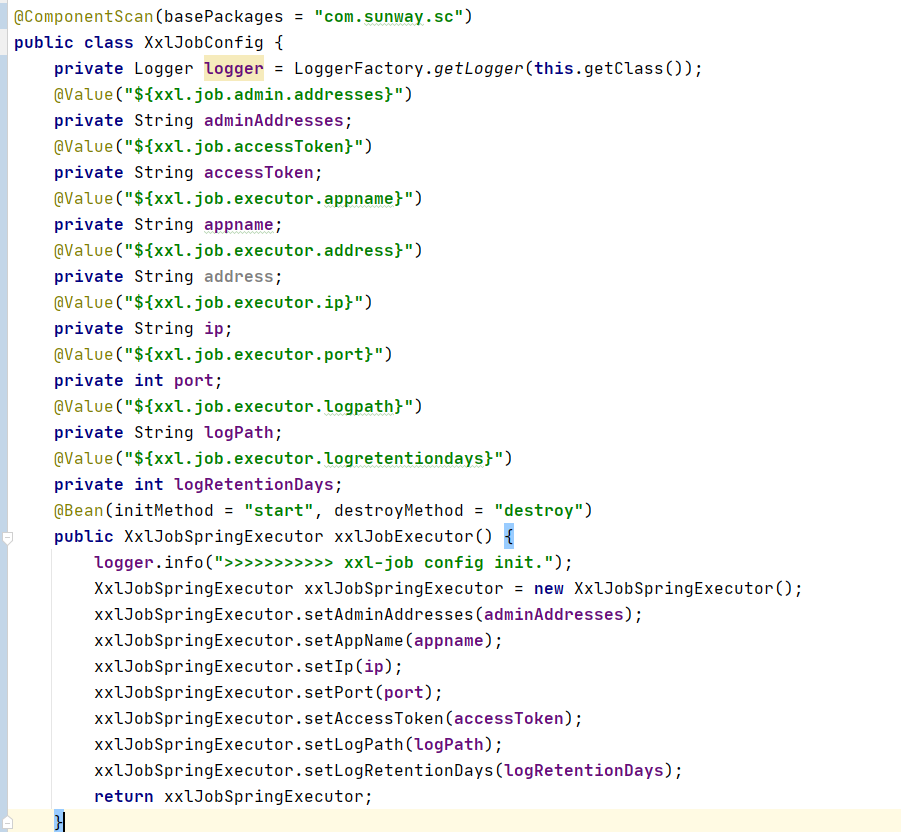 @ComponentScan(basePackages = "com.sunway.sc")
public class XxlJobConfig {
    private Logger logger = LoggerFactory.getLogger(this.getClass());
    @Value("${xxl.job.admin.addresses}")
    private String adminAddresses;
    @Value("${xxl.job.accessToken}")
    private String accessToken;
    @Value("${xxl.job.executor.appname}")
    private String appname;
    @Value("${xxl.job.executor.address}")
    private String address;
    @Value("${xxl.job.executor.ip}")
    private String ip;
    @Value("${xxl.job.executor.port}")
    private int port;
    @Value("${xxl.job.executor.logpath}")
    private String logPath;
    @Value("${xxl.job.executor.logretentiondays}")
    private int logRetentionDays;
    @Bean(initMethod = "start", destroyMethod = "destroy")
    public XxlJobSpringExecutor xxlJobExecutor() {
        logger.info(">>>>>>>>>>> xxl-job config init.");
        XxlJobSpringExecutor xxlJobSpringExecutor = new XxlJobSpringExecutor();
        xxlJobSpringExecutor.setAdminAddresses(adminAddresses);
        xxlJobSpringExecutor.setAppName(appname);
        xxlJobSpringExecutor.setIp(ip);
        xxlJobSpringExecutor.setPort(port);
        xxlJobSpringExecutor.setAccessToken(accessToken);
        xxlJobSpringExecutor.setLogPath(logPath);
        xxlJobSpringExecutor.setLogRetentionDays(logRetentionDays);
        return xxlJobSpringExecutor;
    }